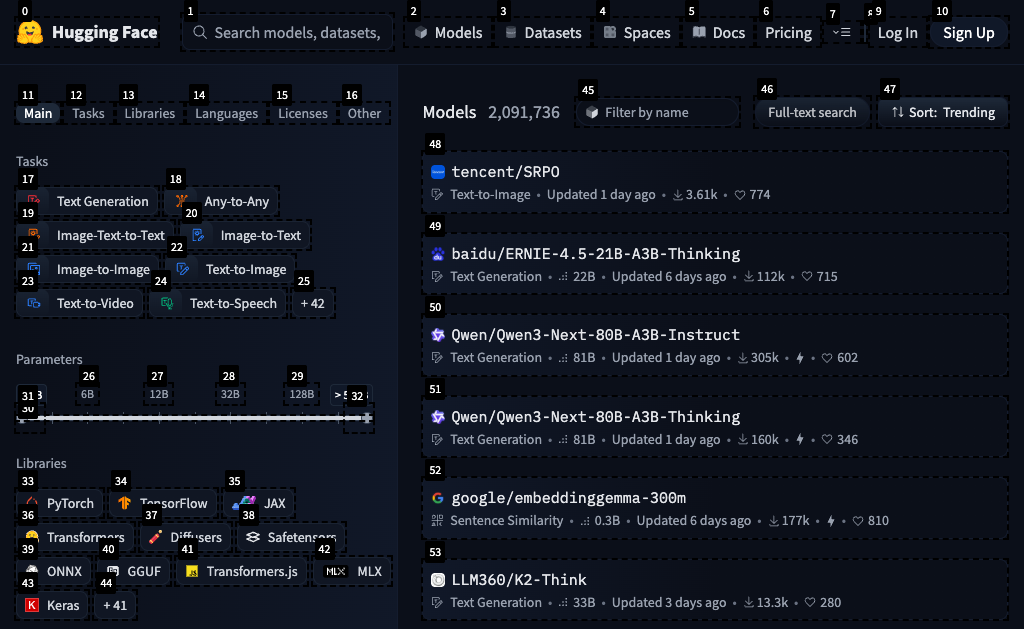 0 1 2 3 4 5 6 7 9 10
Hugging Face Search models, datasets, Models Datasets Spaces Docs Pricing Log In Sign Up
11 12 13 14 15 16
Main Tasks Libraries Languages Licenses Other
Tasks
17 18
Text Generation Any-to-Any
19 20
Image-Text-to-Text Image-to-Text
21 22
Image-to-Image Text-to-Image
23 24 25
Text-to-Video Text-to-Speech + 42
Parameters
26 27 28 29
31 6B 12B 32B 128B 32
30
Libraries
33 34 35
PyTorch TensorFlow JAX
36 37 38
Transformers Diffusers Safetensors
39 40 41 42
ONNX GGUF Transformers.js MLX MLX
43 44
K Keras + 41
45 46 47
Models 2,091,736 Filter by name Full-text search Sort: Trending
48
tencent/SRPO
Text-to-Image • Updated 1 day ago • 3.61k • 774
49
baidu/ERNIE-4.5-21B-A3B-Thinking
Text Generation • 22B • Updated 6 days ago • 112k • 715
50
Qwen/Qwen3-Next-80B-A3B-Instruct
Text Generation • 81B • Updated 1 day ago • 305k • 602
51
Qwen/Qwen3-Next-80B-A3B-Thinking
Text Generation • 81B • Updated 1 day ago • 160k • 346
52
google/embeddinggemma-300m
Sentence Similarity • 0.3B • Updated 6 days ago • 177k • 810
53
LLM360/K2-Think
Text Generation • 33B • Updated 3 days ago • 13.3k • 280